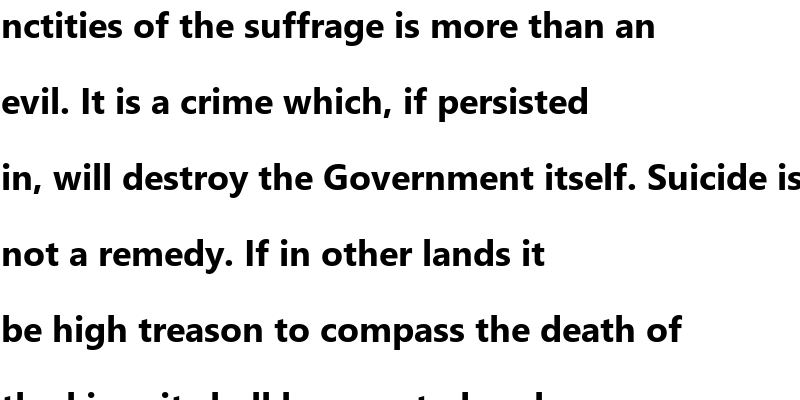 nctities of the suffrage is more than an
evil. It is a crime which, if persisted
in, will destroy the Government itself. Suicide is
not a remedy. If in other lands it
be high treason to compass the death of